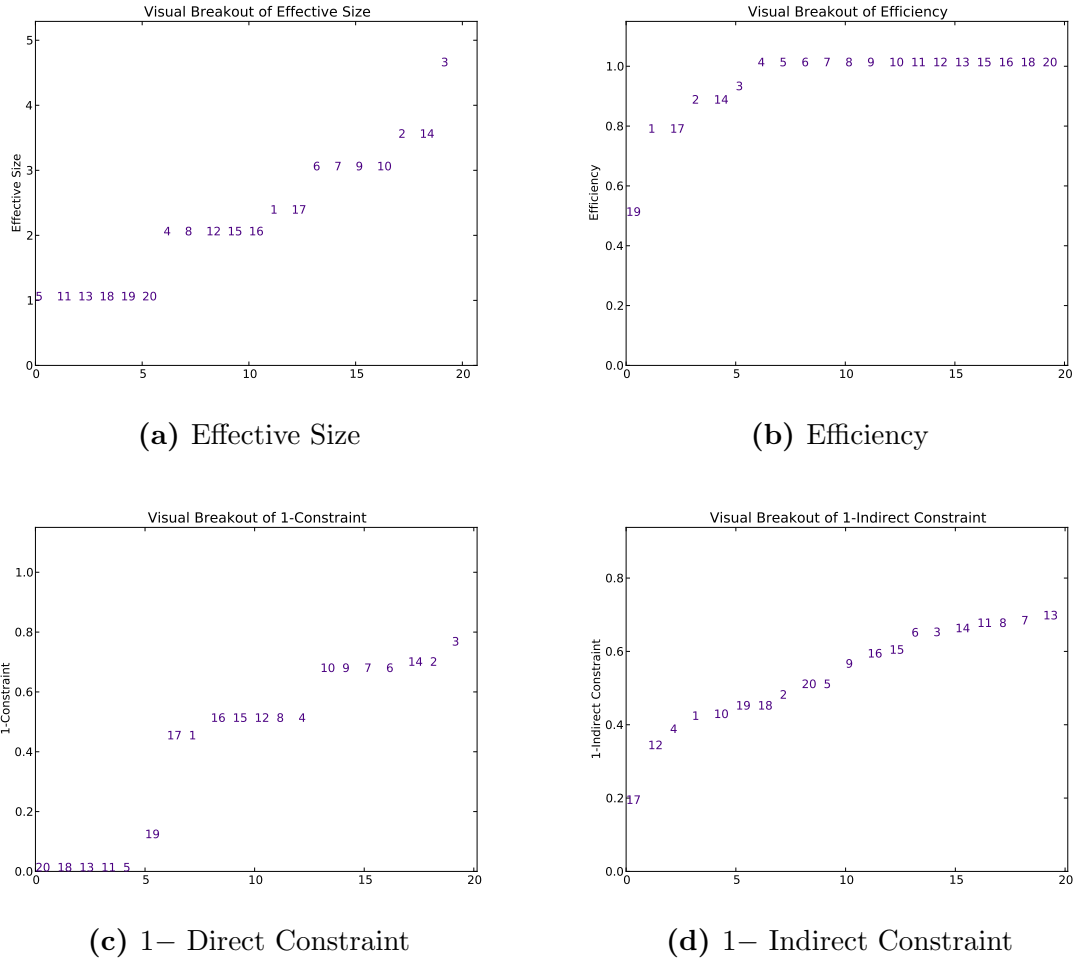 Visual Breakout of Effective Size
5
4
3
2
1
0
Effective Size
5 11 13 18 19 20 4 8 12 15 16 1 17 6 7 9 10 2 14 3
0 5 10 15 20
(a) Effective Size
Visual Breakout of Efficiency
1.0
0.8
0.6
0.4
0.2
0.0
Efficiency
19 1 17 2 14 3 4 5 6 7 8 9 10 11 12 13 15 16 18 20
0 5 10 15 20
(b) Efficiency
Visual Breakout of 1-Constraint
1.0
0.8
0.6
0.4
0.2
0.0
1-Constraint
20 18 13 11 5 19 17 1 16 15 12 8 4 10 9 7 6 14 2 3
0 5 10 15 20
(c) 1− Direct Constraint
Visual Breakout of 1-Indirect Constraint
0.8
0.6
0.4
0.2
0.0
1-Indirect Constraint
17 12 4 1 10 19 18 2 20 5 9 16 15 6 3 14 11 8 7 13
0 5 10 15 20
(d) 1− Indirect Constraint